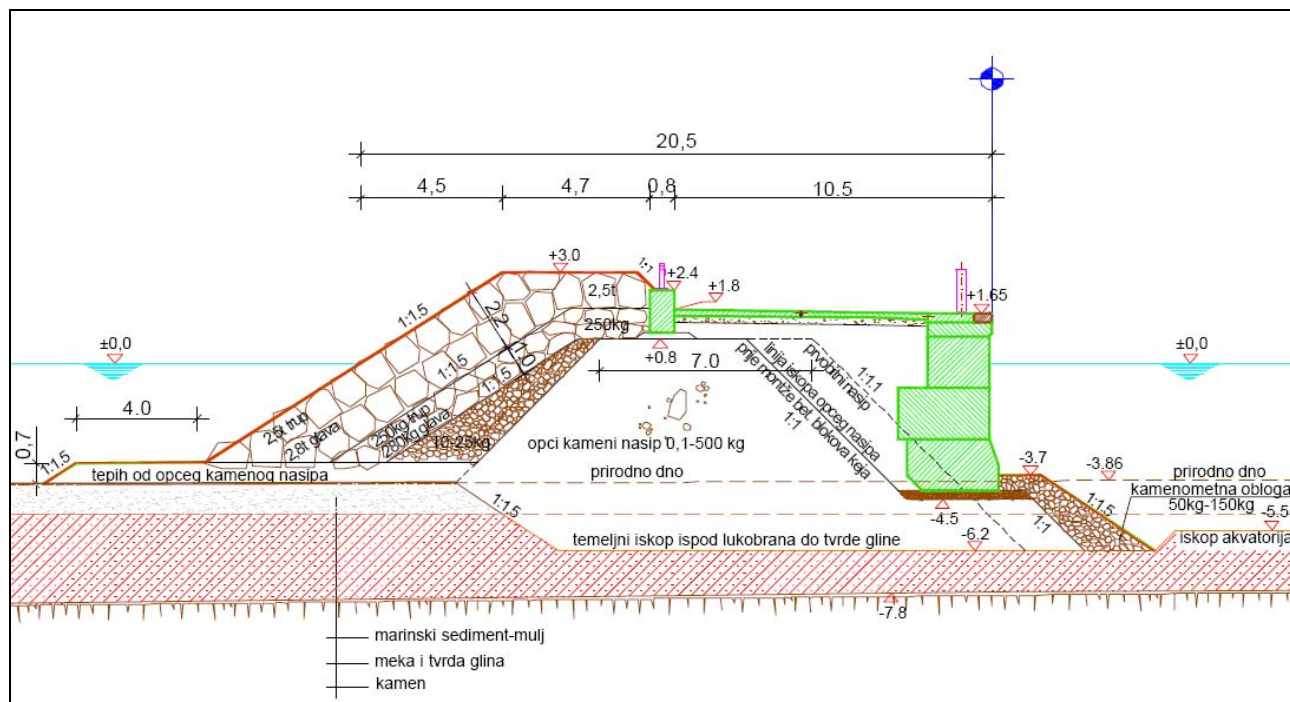 20,5
4,5
4,7
0,8
10.5
+3.0
1:1
+2.4
+1.8
+1.65
2,5t
2,2
250kg
1,0
1:1.5
1:1.5
1:1.5
±0,0
±0,0
+0.8
7.0
4.0
0,7
1:1.5
2,5t trup
2,8t glava
250kg trup
280kg glava
10-25kg
opci kameni nasip 0,1-500 kg
prvobitni nasip
1:1.1
linija iskopa opceg nasipa
prije montže bet. blokova keja
1:1
tepih od opceg kamenog nasipa
prirodno dno
-3.7
-3.86
prirodno dno
kamenometna obloga
50kg-150kg
1:1.5
-4.5
1:1
-5.5
1:1.5
temeljni iskop ispod lukobrana do tvrde gline
-6.2
iskop akvatorija
-7.8
marinski sediment-mulj
meka i tvrda glina
kamen